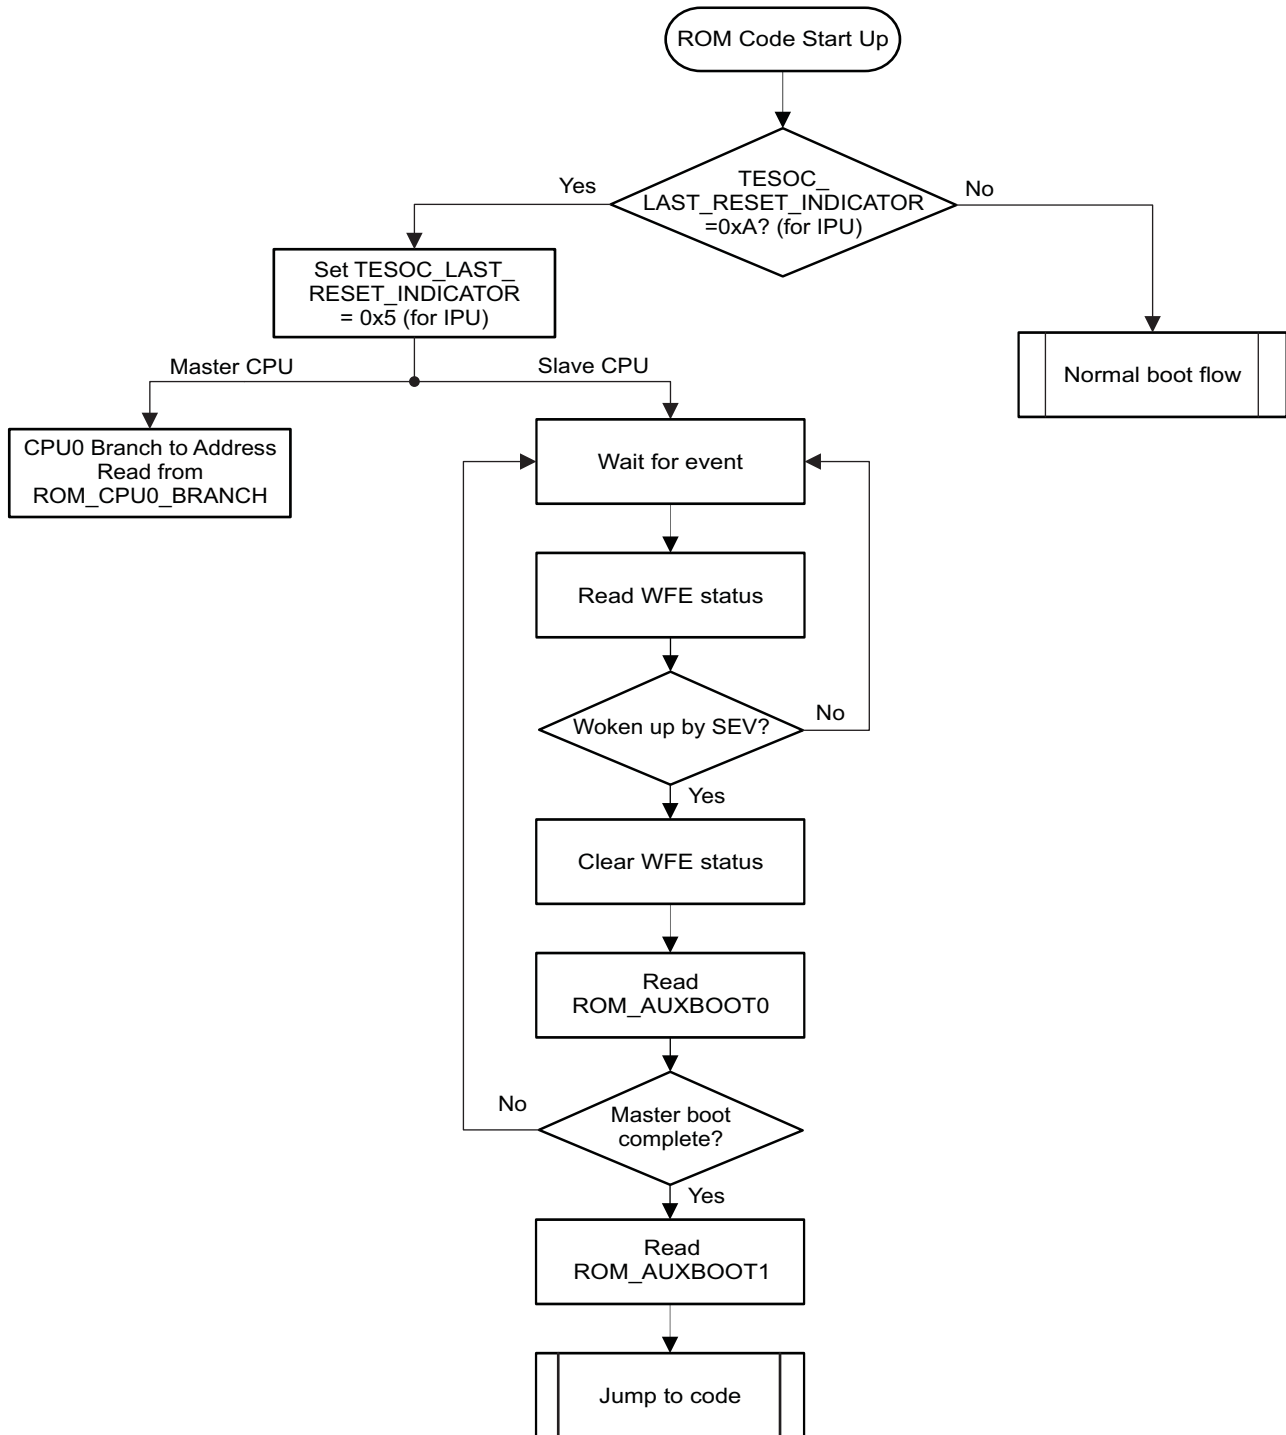 ROM Code Start Up
TESOC_
LAST_RESET_INDICATOR
=0xA? (for IPU)
Yes
No
Set TESOC_LAST_
RESET_INDICATOR
= 0x5 (for IPU)
Normal boot flow
Master CPU
Slave CPU
CPU0 Branch to Address
Read from
ROM_CPU0_BRANCH
Wait for event
Read WFE status
Woken up by SEV?
No
Yes
Clear WFE status
Read
ROM_AUXBOOT0
No
Master boot
complete?
Yes
Read
ROM_AUXBOOT1
Jump to code